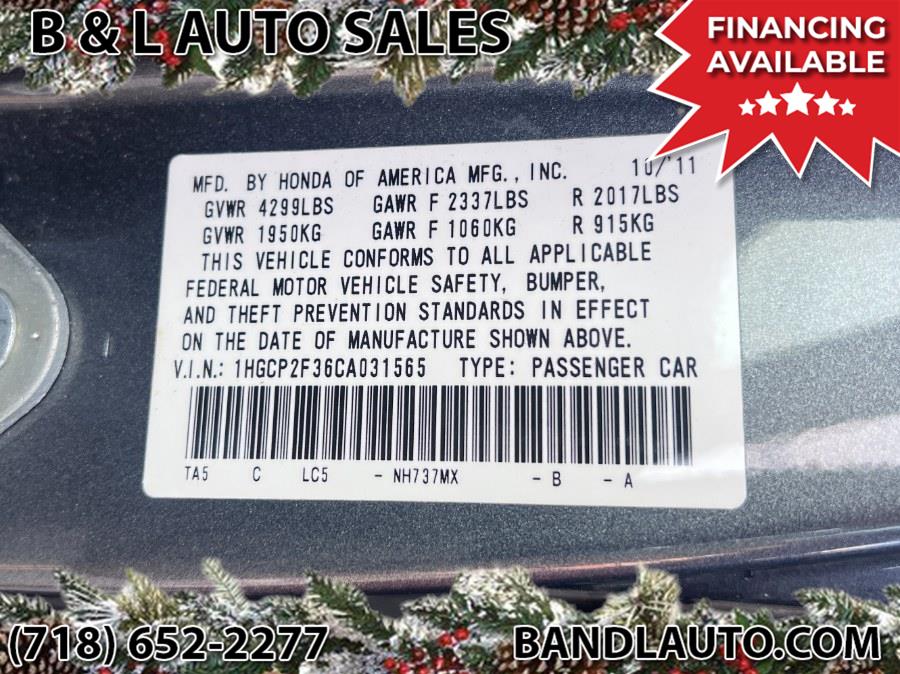 B & L AUTO SALES
FINANCING
AVAILABLE
MFD. BY HONDA OF AMERICA MFG., INC. 10/11
GVWR 4299LBS GAWR F 2337LBS R 2017LBS
GVWR 1950KG GAWR F 1060KG R 915KG
THIS VEHICLE CONFORMS TO ALL APPLICABLE
FEDERAL MOTOR VEHICLE SAFETY, BUMPER,
AND THEFT PREVENTION STANDARDS IN EFFECT
ON THE DATE OF MANUFACTURE SHOWN ABOVE.
V.I.N.: 1HGCP2F36CA031565 TYPE: PASSENGER CAR
TA5 C LC5 - NH737MX - B - A
(718) 652-2277
BANDLAUTO.COM